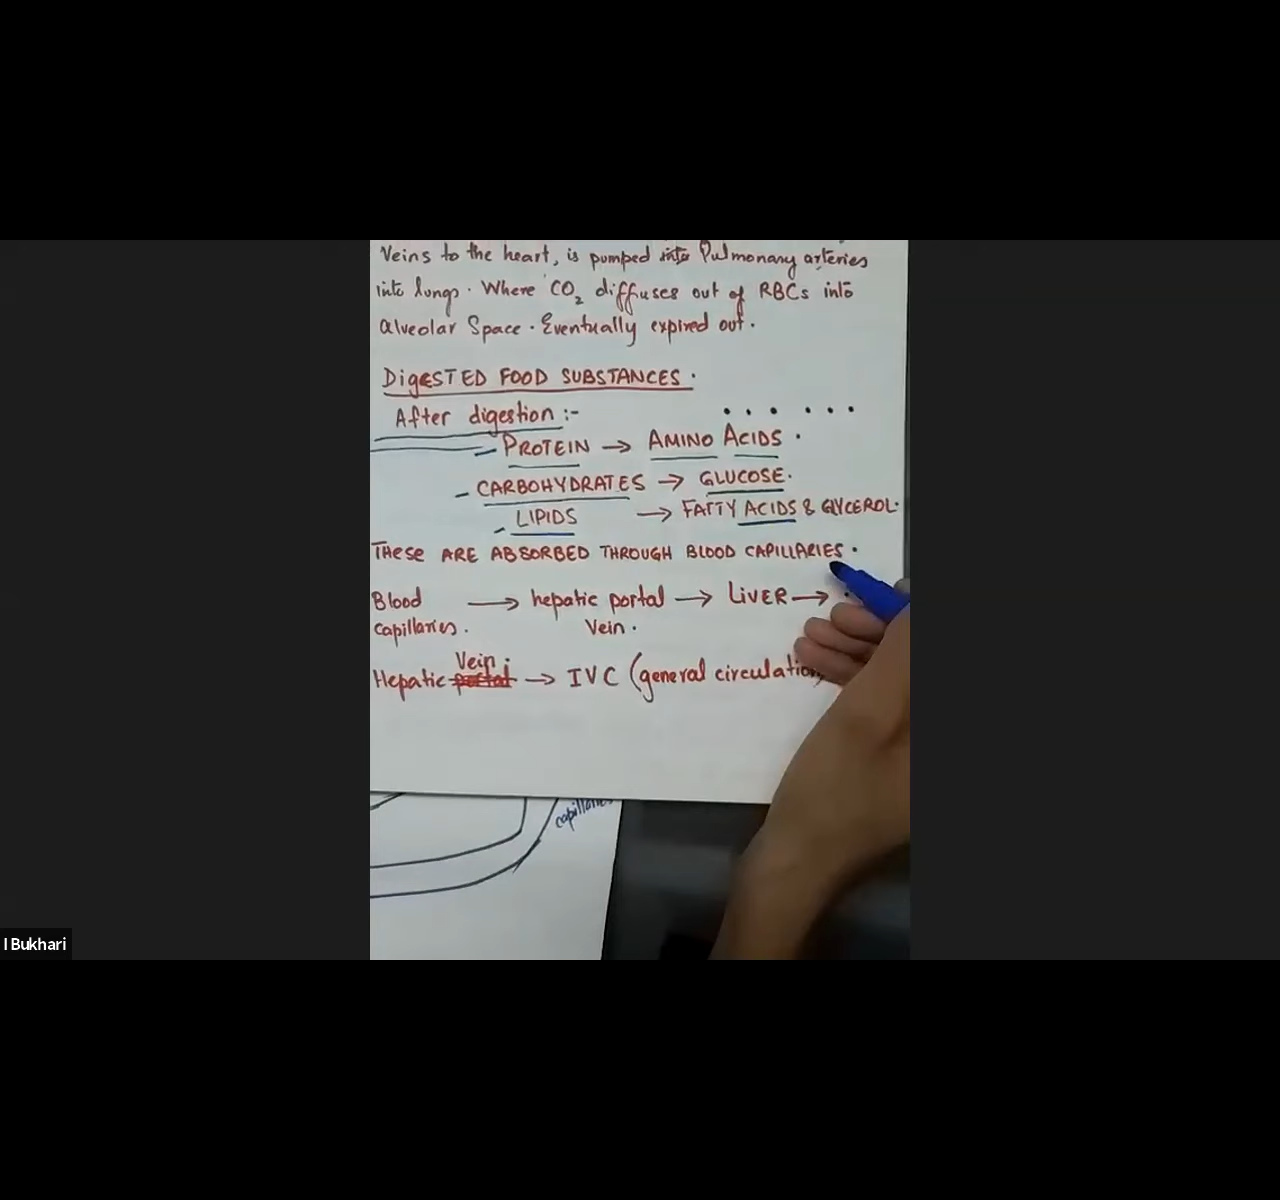 Veins to the heart, is pumped into Pulmonary arteries
into lungs. Where CO₂ diffuses out of RBCs into
alveolar Space. Eventually expired out.
DigESTED FOOD SUBSTANCES.
After digestion :-
PROTEIN → AMINO ACIDS.
CARBOHYDRATES → GLUCOSE.
LIPIDS → FATTY ACIDS & GLYCEROL.
THese ARE ABSORBED THROUGH BLOOD CAPILLARIES.
Blood capillaries. → hepatic portal Vein. → LiVER →
Hepatic Vein. → IVC (general circulation
capillaries
I Bukhari